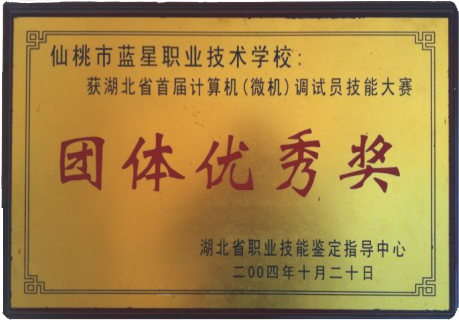 仙桃市蓝星职业技术学校:
获湖北省首届计算机(微机)调试员技能大赛
团体优秀奖
湖北省职业技能鉴定指导中心
二00四年十月二十日